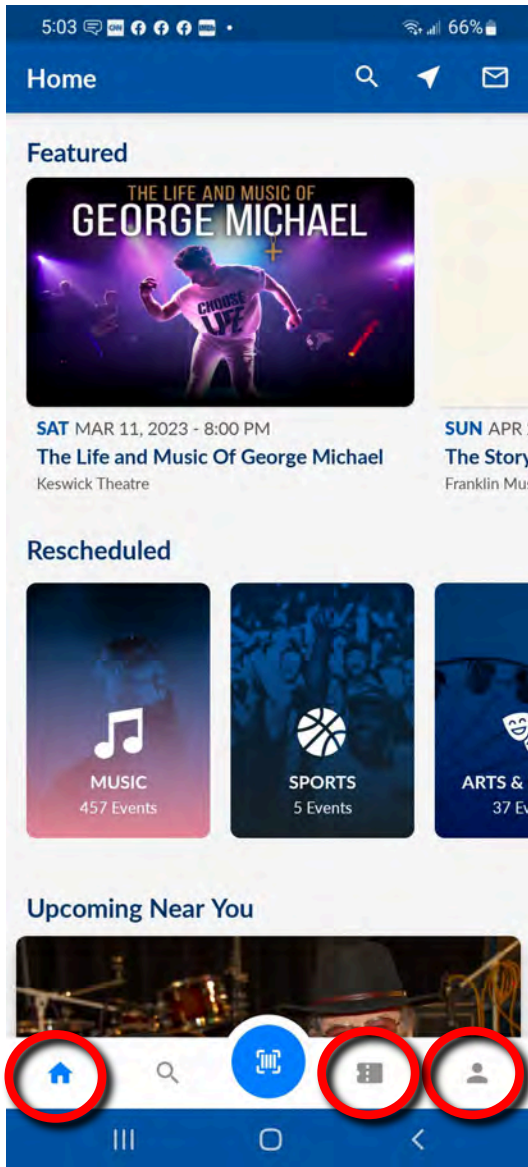 5:03
66%
Home
Featured
THE LIFE AND MUSIC OF
GEORGE MICHAEL
CHOOSE
LIFE
SAT MAR 11, 2023 - 8:00 PM
The Life and Music Of George Michael
Keswick Theatre
SUN APR
The Story
Franklin Mus
Rescheduled
MUSIC
457 Events
SPORTS
5 Events
ARTS &
37 Ev
Upcoming Near You